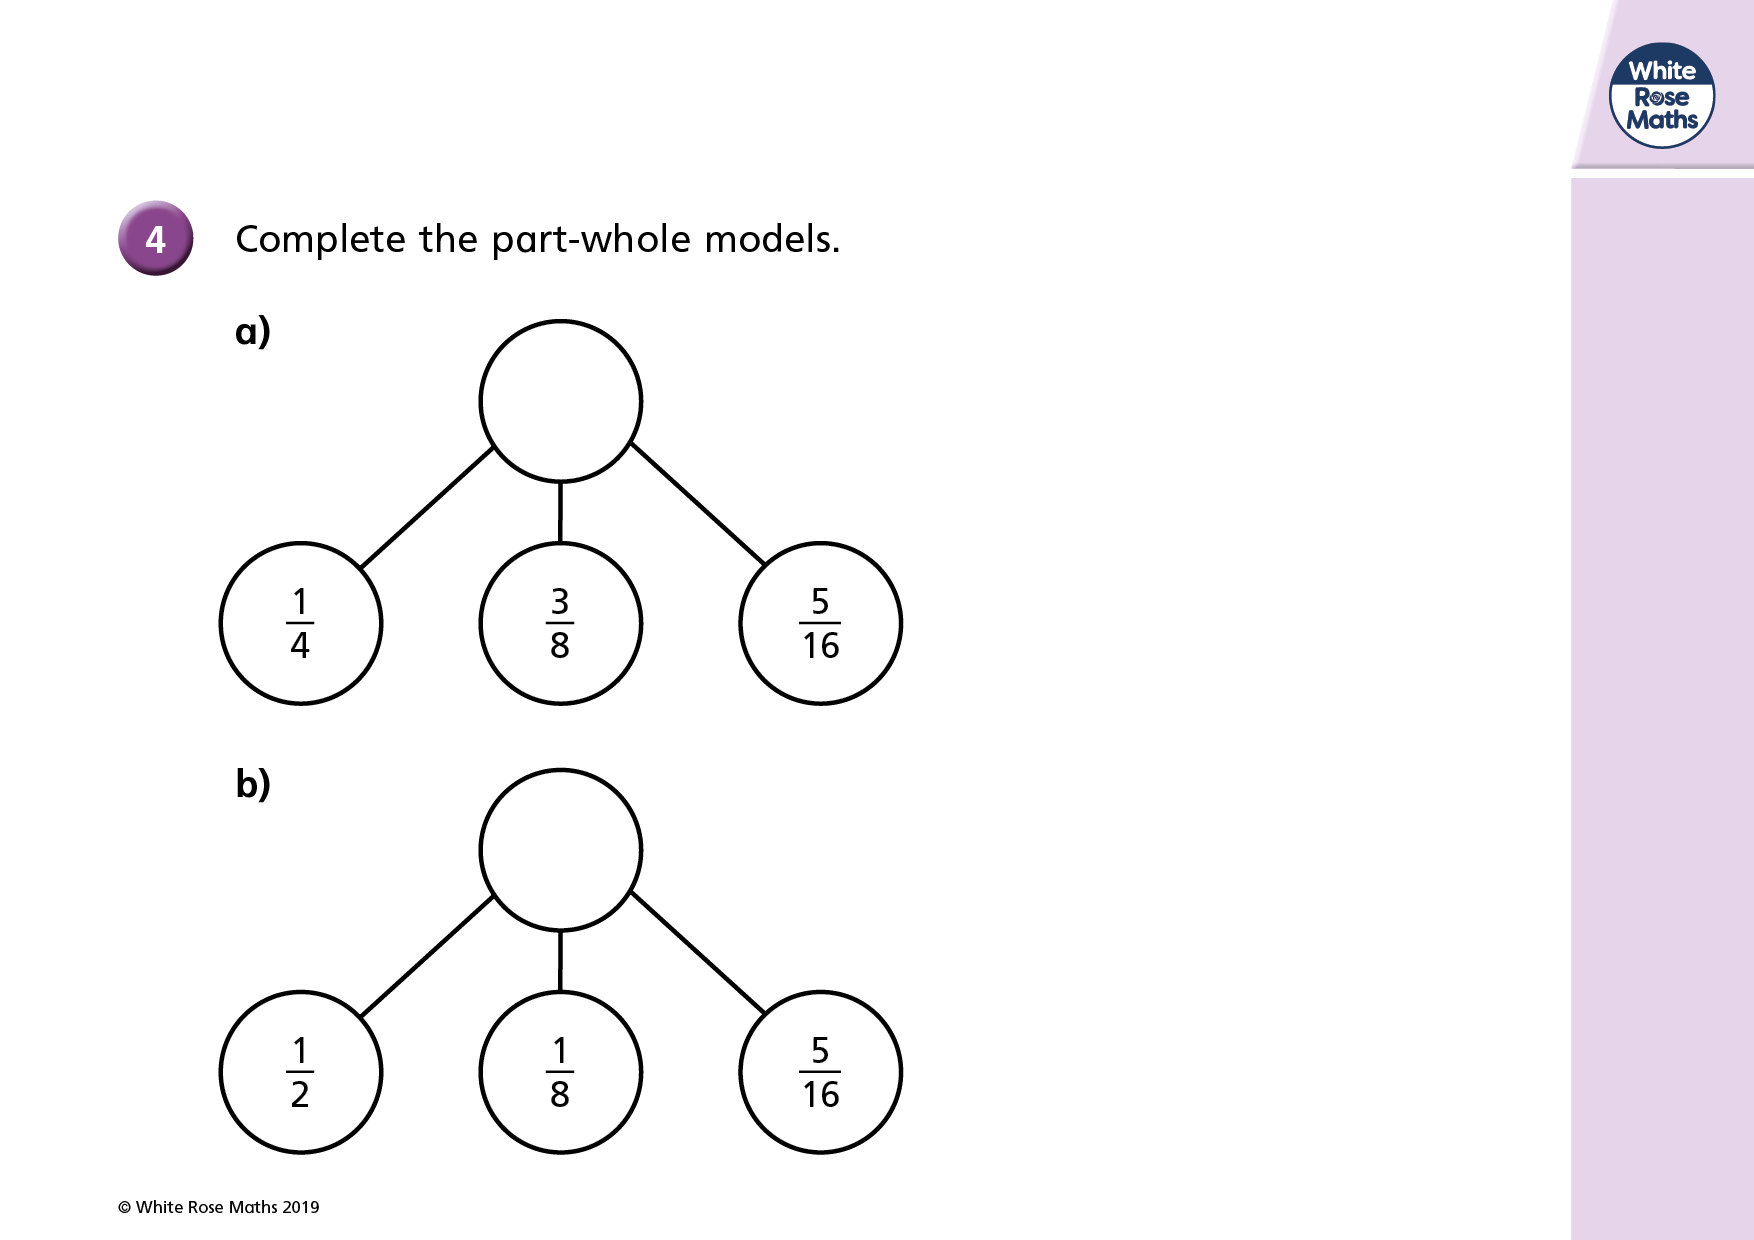 White
Rose
Maths
4 Complete the part-whole models.
a)
1/4 3/8 5/16
b)
1/2 1/8 5/16
© White Rose Maths 2019